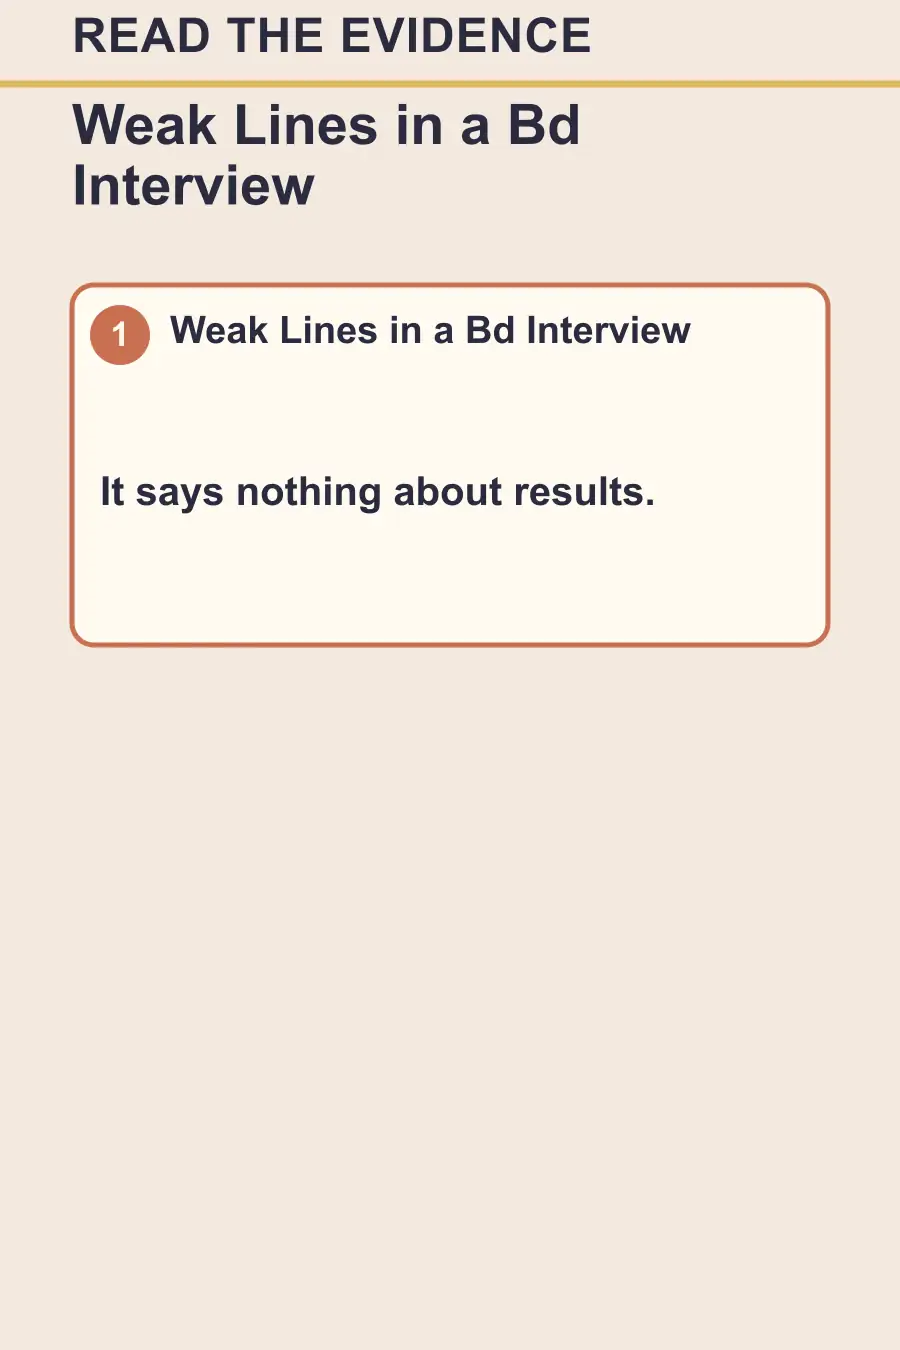 READ THE EVIDENCE
Weak Lines in a Bd
Interview
1
Weak Lines in a Bd Interview
It says nothing about results.